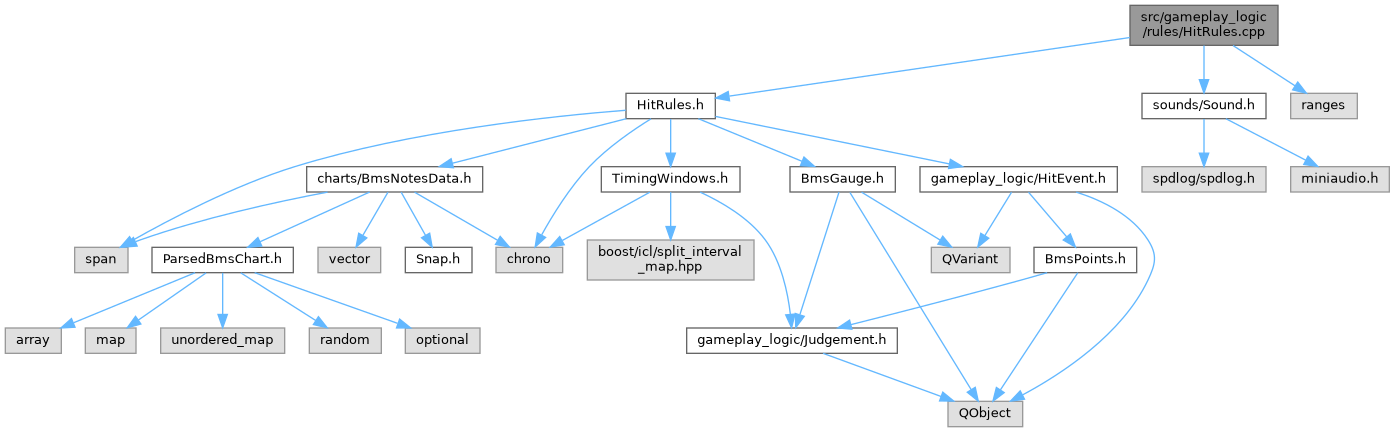 src/gameplay_logic
/rules/HitRules.cpp
HitRules.h
sounds/Sound.h
ranges
charts/BmsNotesData.h
TimingWindows.h
BmsGauge.h
gameplay_logic/HitEvent.h
spdlog/spdlog.h
miniaudio.h
span
ParsedBmsChart.h
vector
Snap.h
chrono
boost/icl/split_interval
_map.hpp
QVariant
BmsPoints.h
array
map
unordered_map
random
optional
gameplay_logic/Judgement.h
QObject